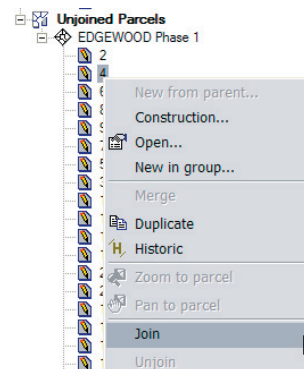 Unjoined Parcels
EDGEWOOD Phase 1
2
4
New from parent...
Construction...
Open...
New in group...
Merge
Duplicate
Historic
Zoom to parcel
Pan to parcel
Join
Unjoin